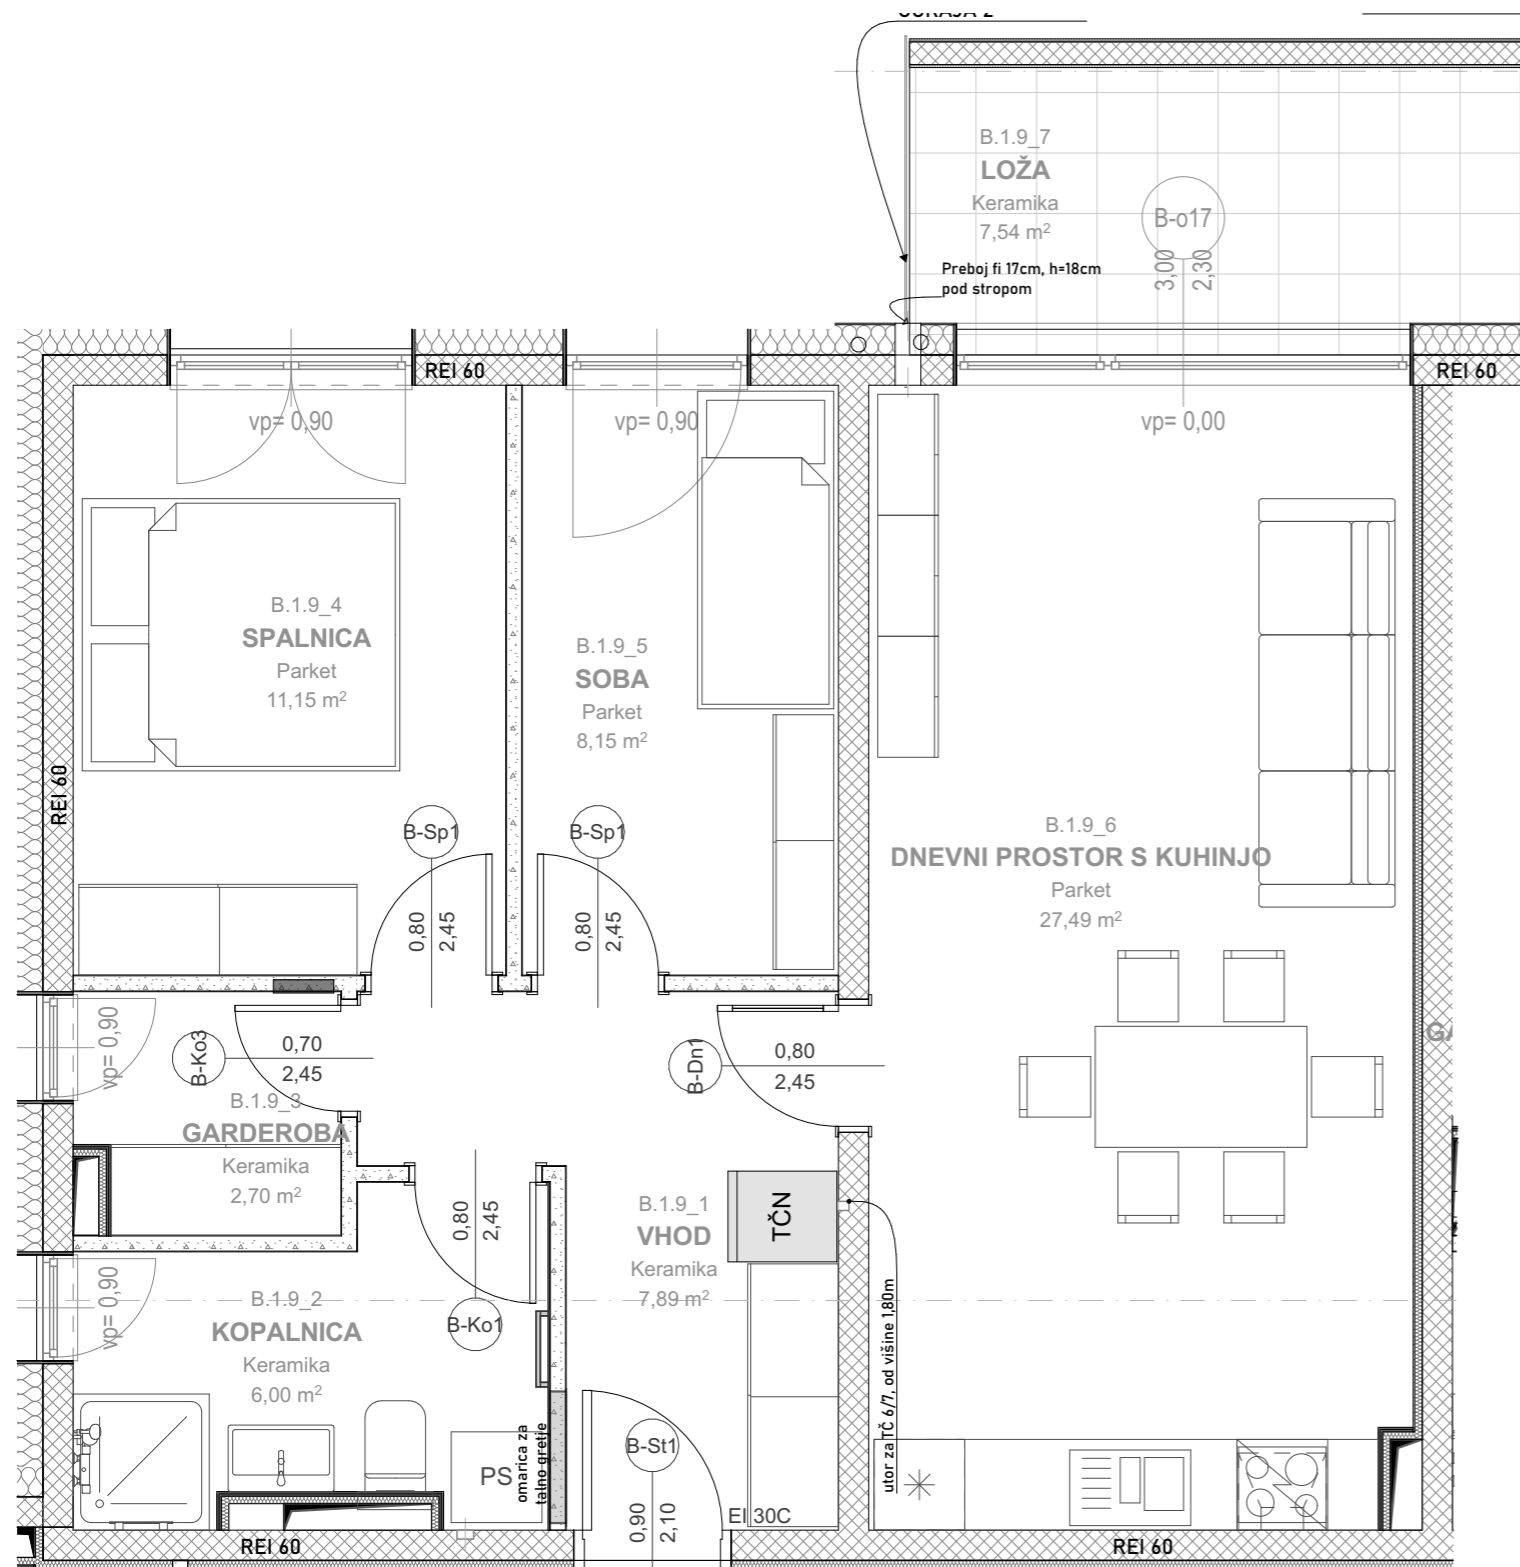 B.1.9_7
LOŽA
Keramika
7,54 m²
B-o17
3,00
2,30
Preboj fi 17cm, h=18cm
pod stropom
REI 60
REI 60
vp= 0,90
vp= 0,90
vp= 0,00
B.1.9_4
SPALNICA
Parket
11,15 m²
B.1.9_5
SOBA
Parket
8,15 m²
REI 60
B-Sp1
0,80
2,45
B-Sp1
0,80
2,45
B.1.9_6
DNEVNI PROSTOR S KUHINJO
Parket
27,49 m²
vp= 0,90
B-Ko3
0,70
2,45
B-Dn1
0,80
2,45
B.1.9_3
GARDEROBA
Keramika
2,70 m²
0,80
2,45
B-Ko1
B.1.9_1
VHOD
Keramika
7,89 m²
TČN
vp= 0,90
B.1.9_2
KOPALNICA
Keramika
6,00 m²
utor za TČ 6/7, od višine 1,80m
PS
omarica za
talno gretje
B-St1
0,90
2,10
EI 30C
REI 60
REI 60